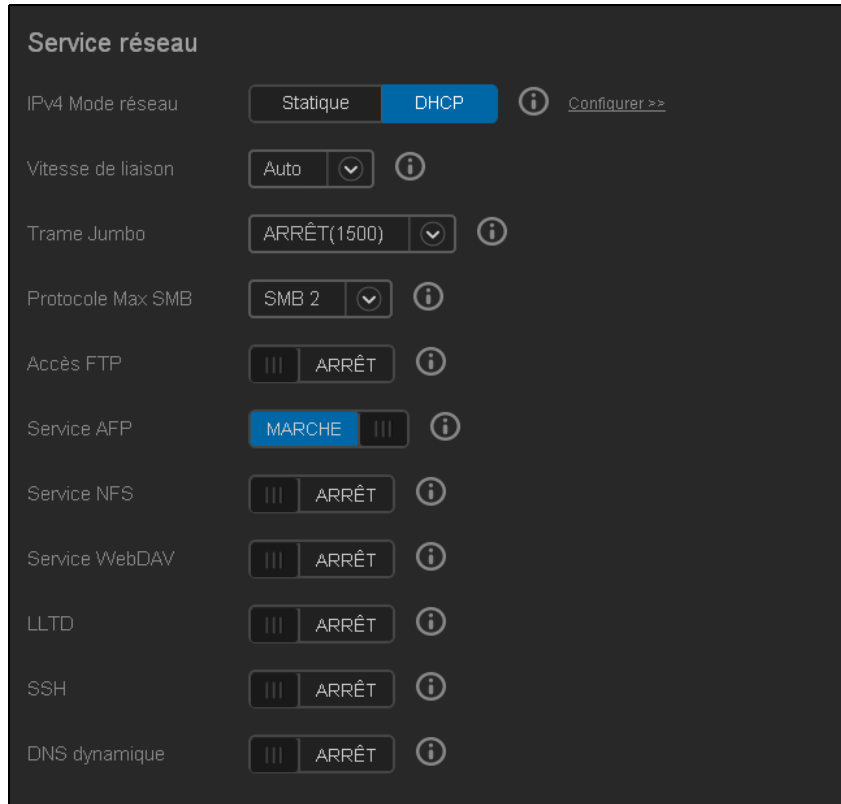 Service réseau
IPv4 Mode réseau Statique DHCP Configurer >>
Vitesse de liaison Auto
Trame Jumbo ARRÊT(1500)
Protocole Max SMB SMB 2
Accès FTP ARRÊT
Service AFP MARCHE
Service NFS ARRÊT
Service WebDAV ARRÊT
LLTD ARRÊT
SSH ARRÊT
DNS dynamique ARRÊT